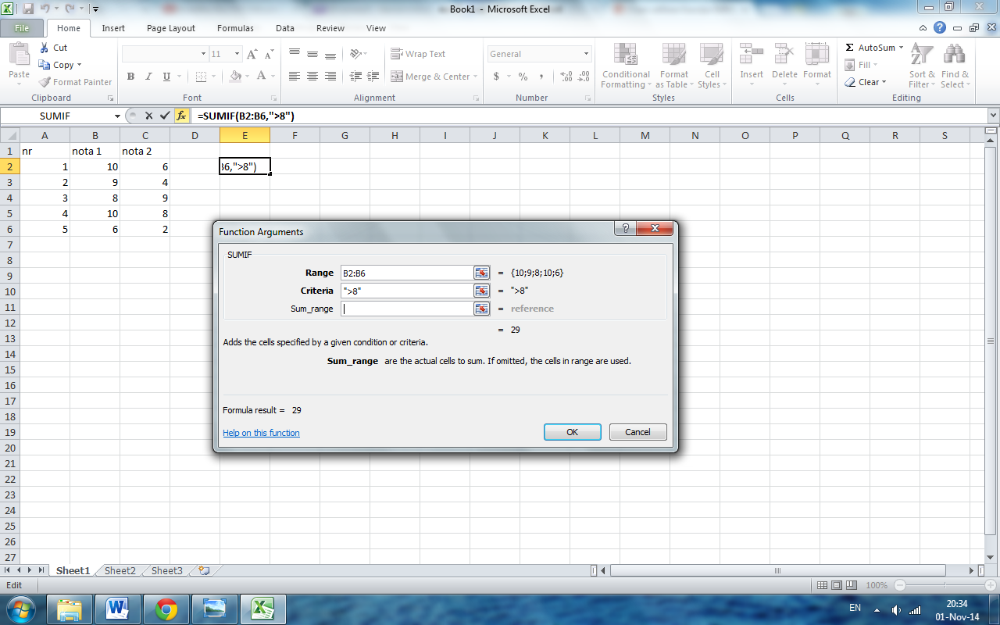 Book1 - Microsoft Excel
File Home Insert Page Layout Formulas Data Review View
Paste Cut Copy Format Painter
Clipboard
11
B I U A
Font
Wrap Text
Merge & Center
Alignment
General
$ % ,
Number
Conditional Formatting
Format as Table
Cell Styles
Styles
Insert Delete Format
Cells
Σ AutoSum
Fill
Clear
Sort & Filter
Find & Select
Editing
SUMIF fx =SUMIF(B2:B6,">8")
A B C D E F G H I J K L M N O P Q R S
1 nr nota 1 nota 2
2 1 10 6 B6,">8")
3 2 9 4
4 3 8 9
5 4 10 8
6 5 6 2
7
8
9
10
11
12
13
14
15
16
17
18
19
20
21
22
23
24
25
26
27
Function Arguments
SUMIF
Range B2:B6 = {10;9;8;10;6}
Criteria ">8" = ">8"
Sum_range = reference
= 29
Adds the cells specified by a given condition or criteria.
Sum_range are the actual cells to sum. If omitted, the cells in range are used.
Formula result = 29
Help on this function
OK Cancel
Sheet1 Sheet2 Sheet3
Edit 100%
EN 20:34
01-Nov-14